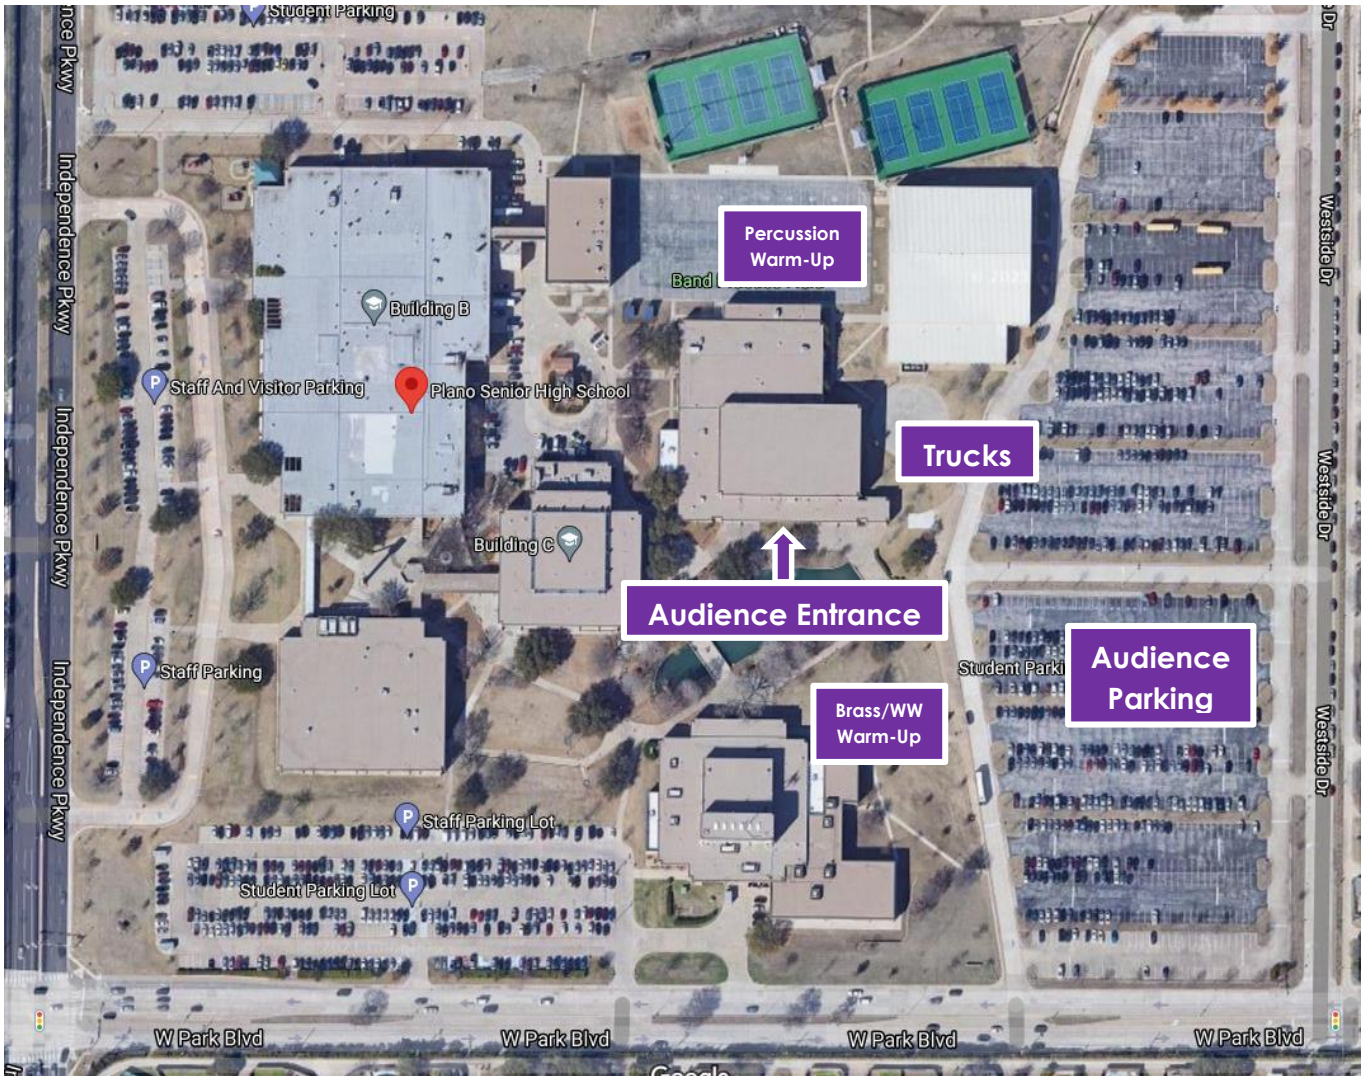 Student Parking
Independence Pkwy
Percussion
Warm-Up
Band
Building B
Staff And Visitor Parking
Plano Senior High School
Westside Dr
Independence Pkwy
Trucks
Westside Dr
Building C
Independence Pkwy
Audience Entrance
Staff Parking
Student Parki
Audience
Parking
Brass/WW
Warm-Up
Westside Dr
Independence Pkwy
Staff Parking Lot
Student Parking Lot
W Park Blvd
W Park Blvd
W Park Blvd
W Park Blvd
Google